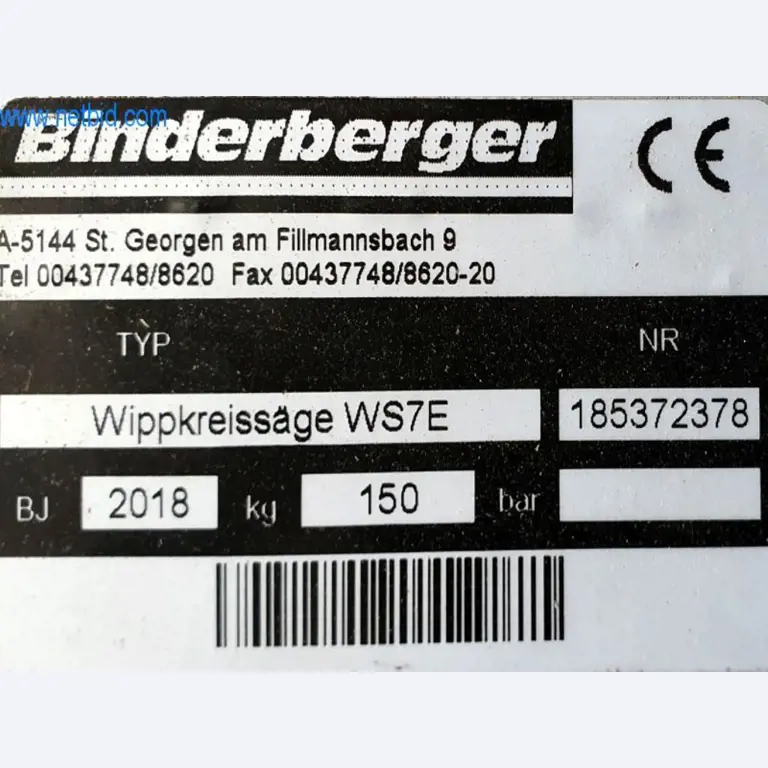 www.netbid.com
Binderberger
CE
A-5144 St. Georgen am Fillmannsbach 9
Tel 00437748/8620 Fax 00437748/8620-20
TYP NR
Wippkreissäge WS7E 185372378
BJ 2018 kg 150 bar